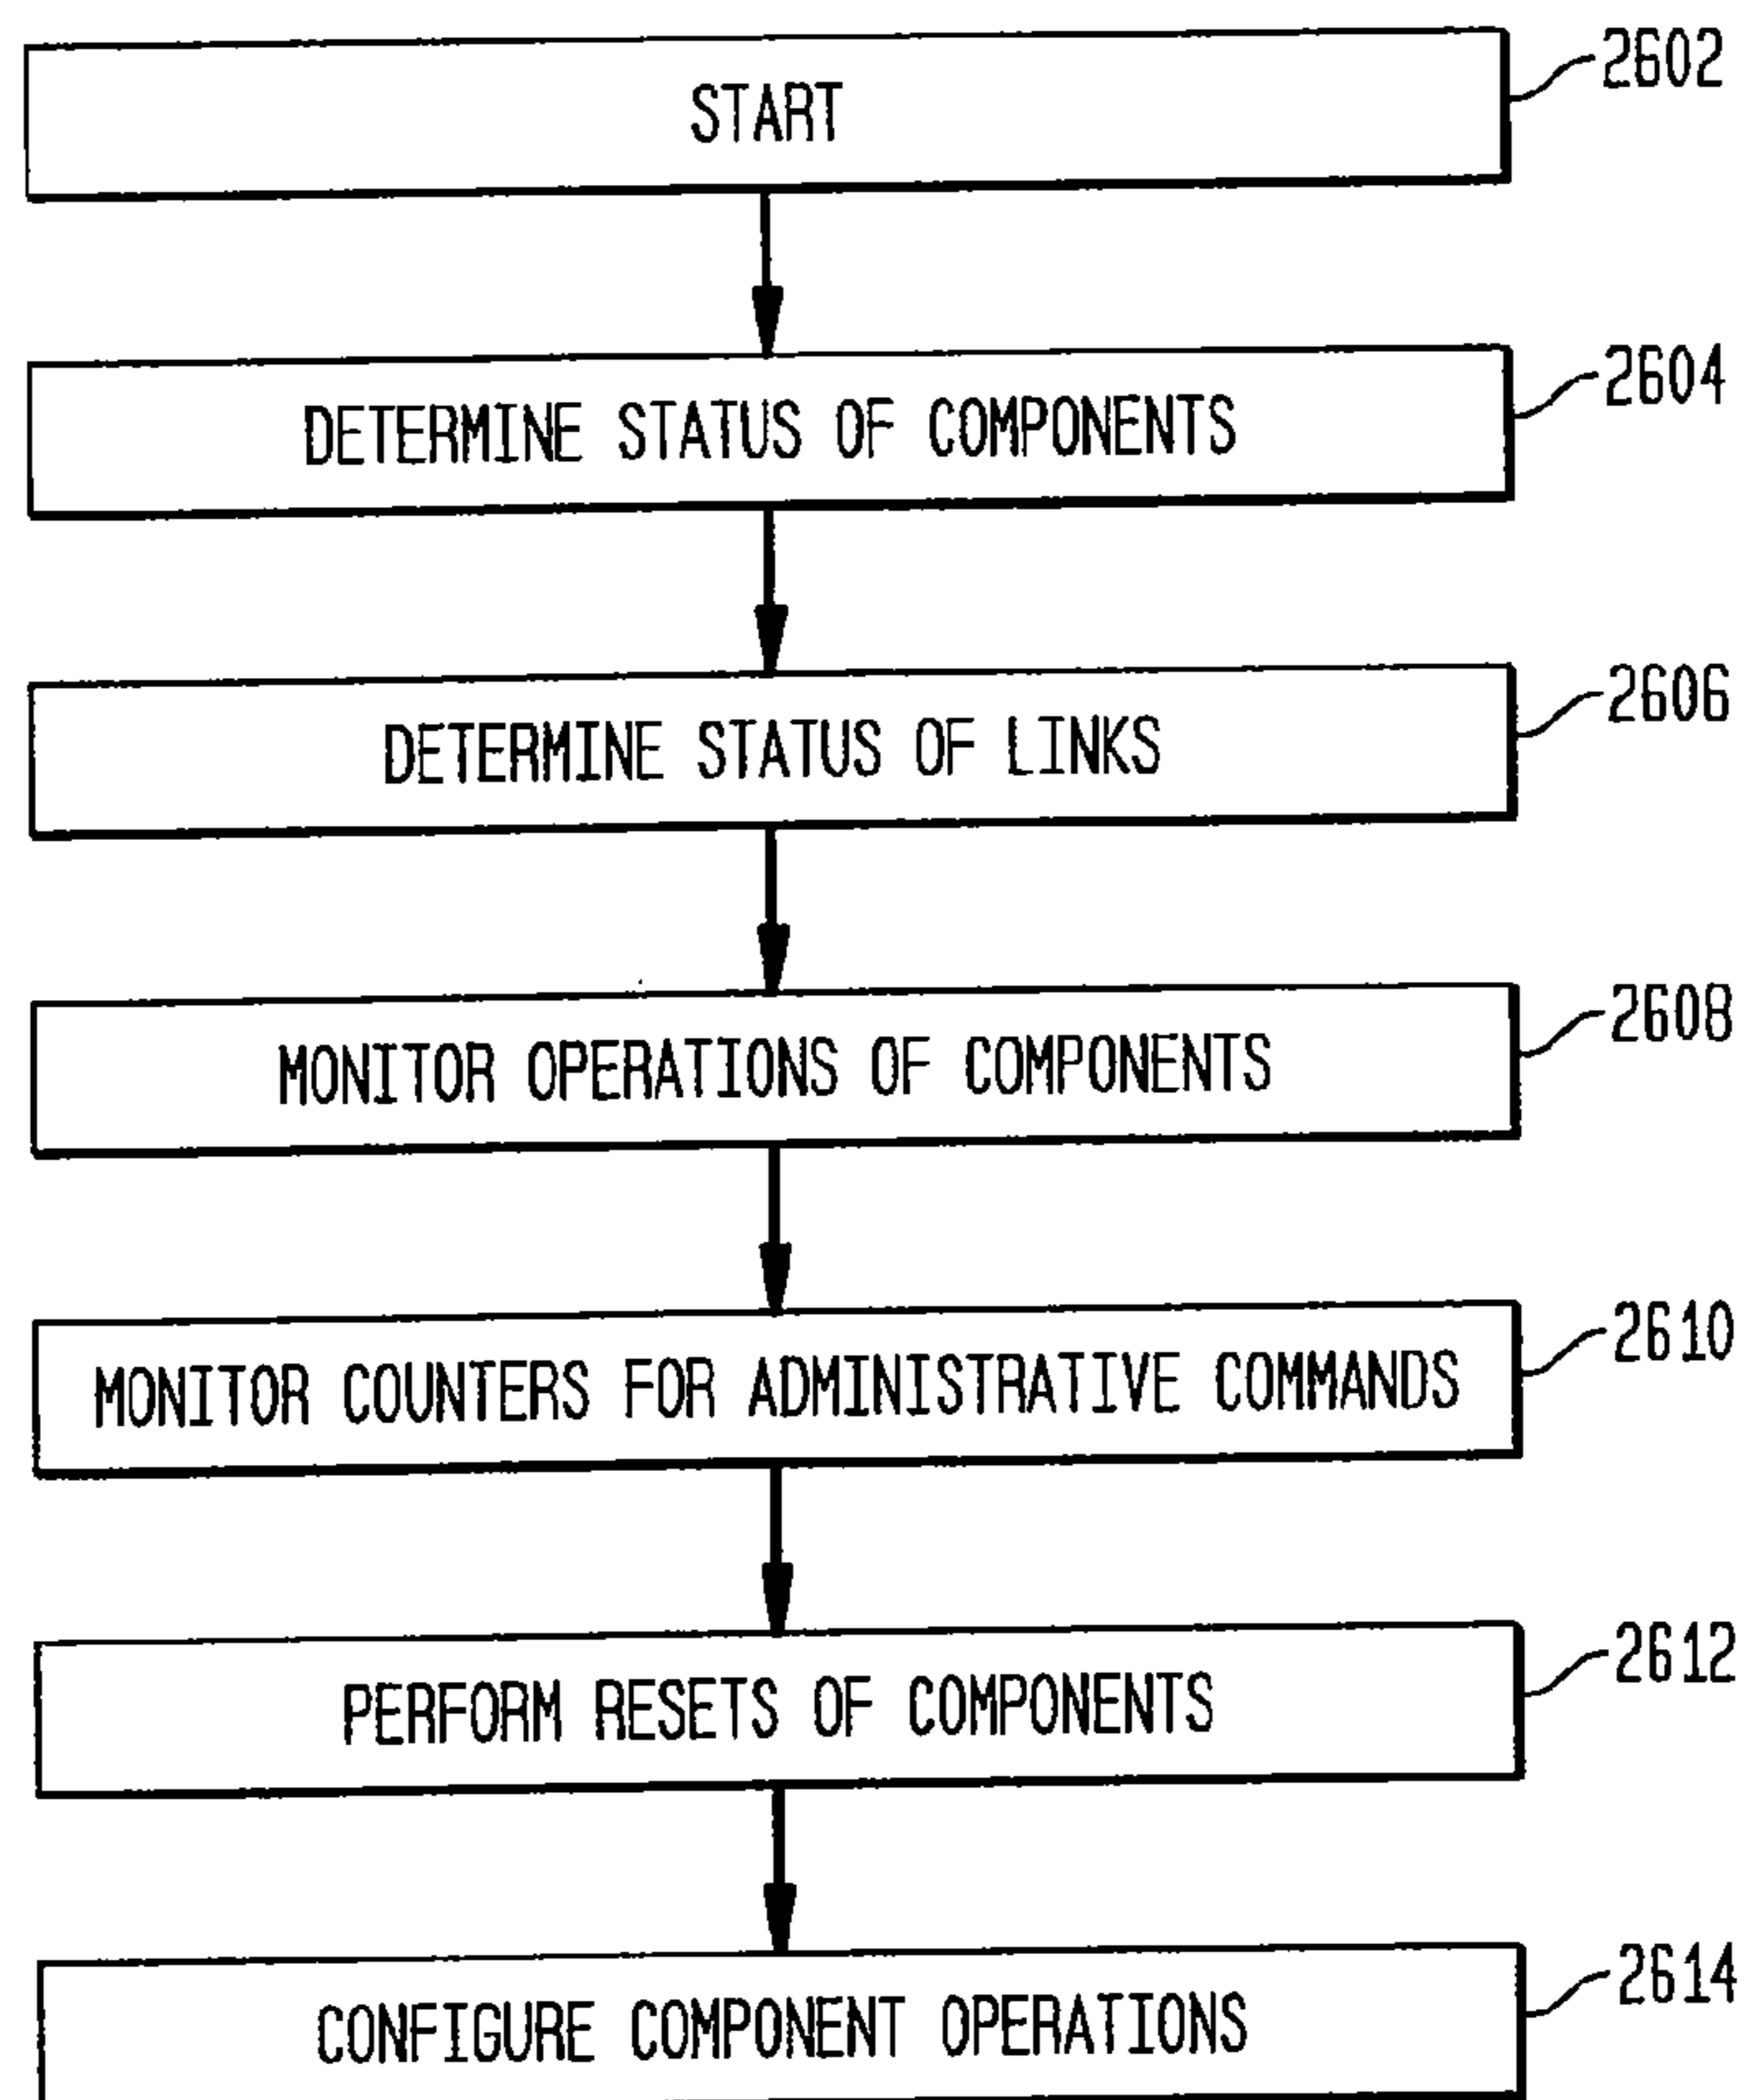 START
2602
DETERMINE STATUS OF COMPONENTS
2604
DETERMINE STATUS OF LINKS
2606
MONITOR OPERATIONS OF COMPONENTS
2608
MONITOR COUNTERS FOR ADMINISTRATIVE COMMANDS
2610
PERFORM RESETS OF COMPONENTS
2612
CONFIGURE COMPONENT OPERATIONS
2614